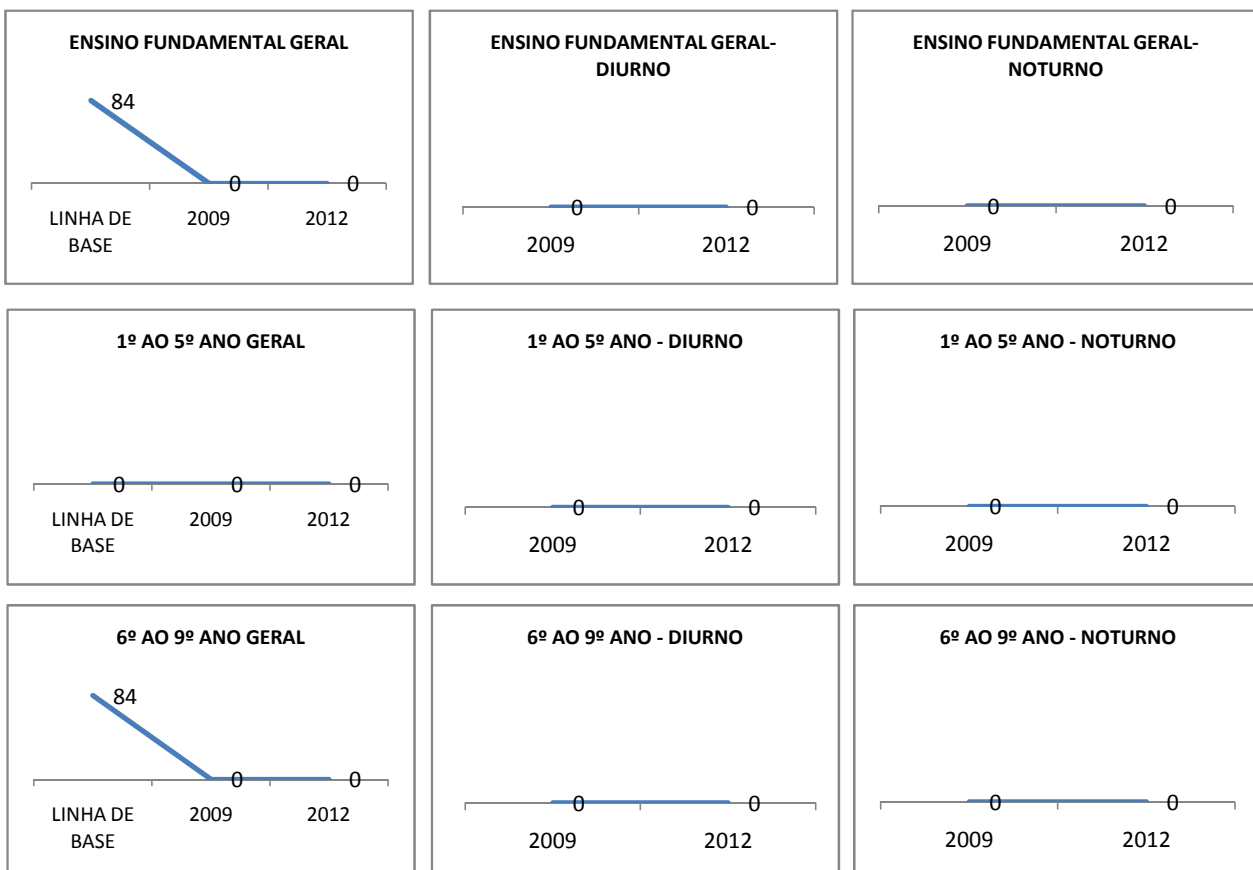 ENSINO FUNDAMENTAL GERAL
84
0
0
LINHA DE
BASE
2009
2012
ENSINO FUNDAMENTAL GERAL-
DIURNO
0
0
2009
2012
ENSINO FUNDAMENTAL GERAL-
NOTURNO
0
0
2009
2012
1º AO 5º ANO GERAL
0
0
0
LINHA DE
BASE
2009
2012
1º AO 5º ANO - DIURNO
0
0
2009
2012
1º AO 5º ANO - NOTURNO
0
0
2009
2012
6º AO 9º ANO GERAL
84
0
0
LINHA DE
BASE
2009
2012
6º AO 9º ANO - DIURNO
0
0
2009
2012
6º AO 9º ANO - NOTURNO
0
0
2009
2012